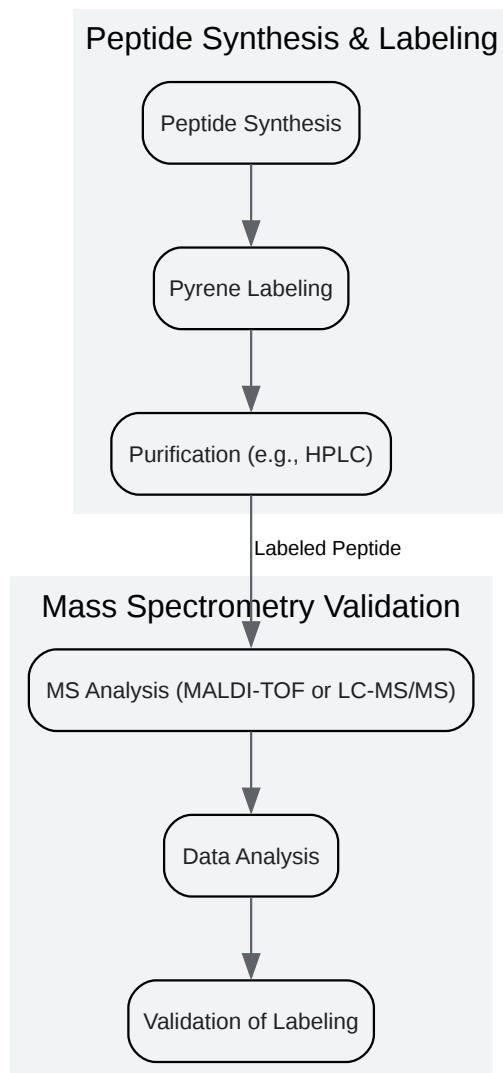 Peptide Synthesis & Labeling
Peptide Synthesis
Pyrene Labeling
Purification (e.g., HPLC)
Labeled Peptide
Mass Spectrometry Validation
MS Analysis (MALDI-TOF or LC-MS/MS)
Data Analysis
Validation of Labeling